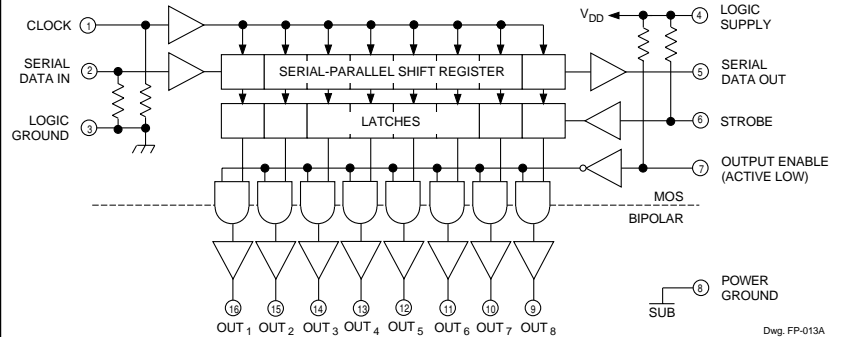 CLOCK 1
V_DD
4 LOGIC SUPPLY
SERIAL DATA IN 2
SERIAL-PARALLEL SHIFT REGISTER
5 SERIAL DATA OUT
LOGIC GROUND 3
LATCHES
6 STROBE
7 OUTPUT ENABLE (ACTIVE LOW)
MOS
BIPOLAR
8 POWER GROUND
SUB
16 15 14 13 12 11 10 9
OUT 1 OUT 2 OUT 3 OUT 4 OUT 5 OUT 6 OUT 7 OUT 8
Dwg. FP-013A